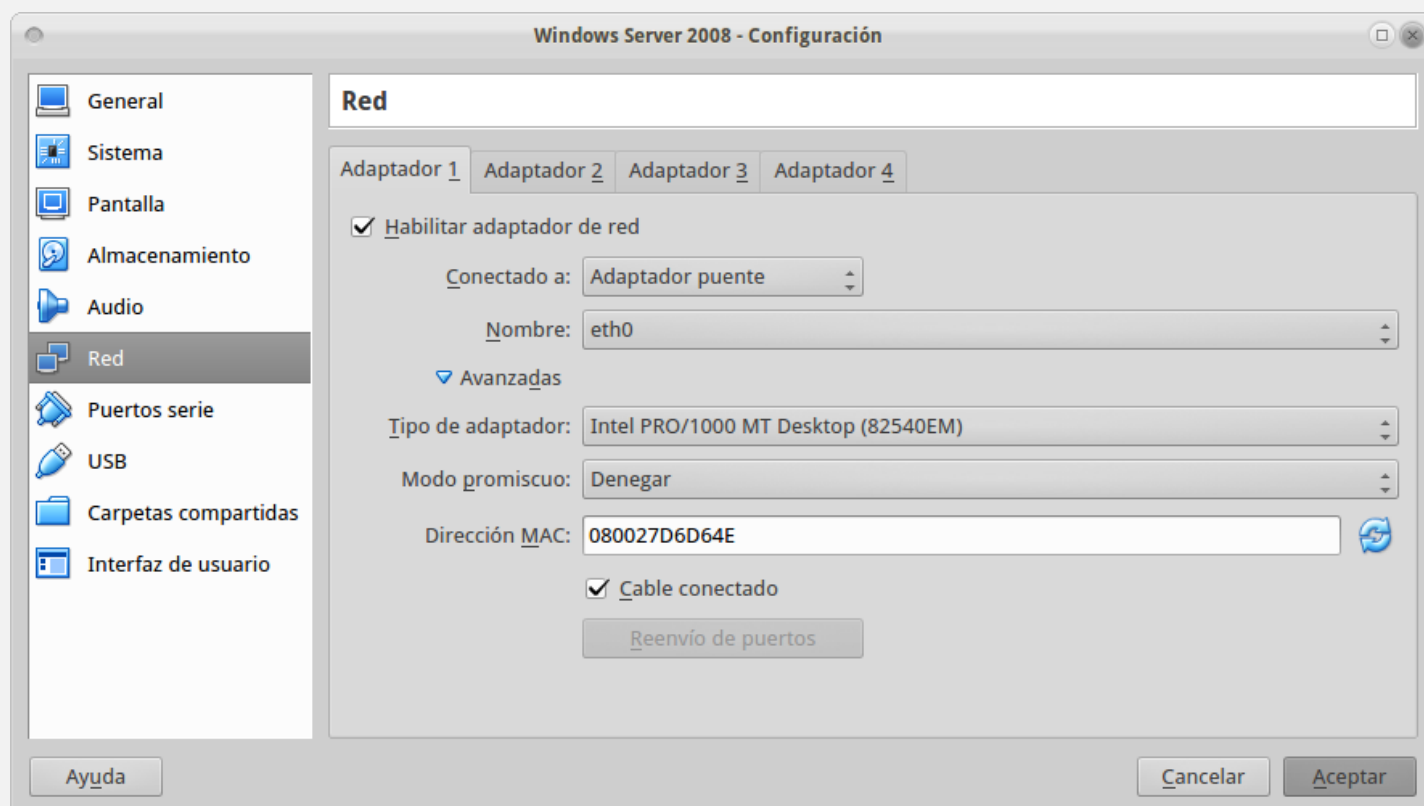 Windows Server 2008 - Configuración
General
Sistema
Pantalla
Almacenamiento
Audio
Red
Puertos serie
USB
Carpetas compartidas
Interfaz de usuario
Red
Adaptador 1 Adaptador 2 Adaptador 3 Adaptador 4
Habilitar adaptador de red
Conectado a: Adaptador puente
Nombre: eth0
Avanzadas
Tipo de adaptador: Intel PRO/1000 MT Desktop (82540EM)
Modo promiscuo: Denegar
Dirección MAC: 080027D6D64E
Cable conectado
Reenvío de puertos
Ayuda Cancelar Aceptar